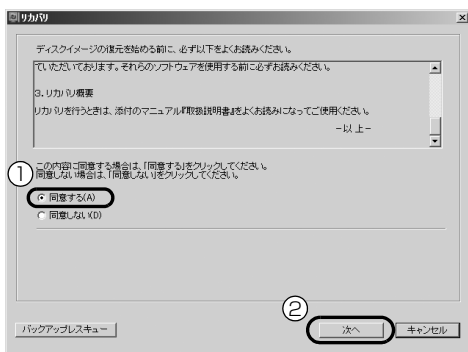 リカバリ
ディスクイメージの復元を始める前に、必ず以下をよくお読みください。
ていただいております。それらのソフトウェアを使用する前に必ずお読みください。
3. リカバリ概要
リカバリを行うときは、添付のマニュアル『取扱説明書』をよくお読みになってご使用ください。
－以 上－
①
この内容に同意する場合は、「同意する」をクリックしてください。
同意しない場合は、「同意しない」をクリックしてください。
同意する(A)
同意しない(D)
②
バックアップレスキュー
次へ
キャンセル